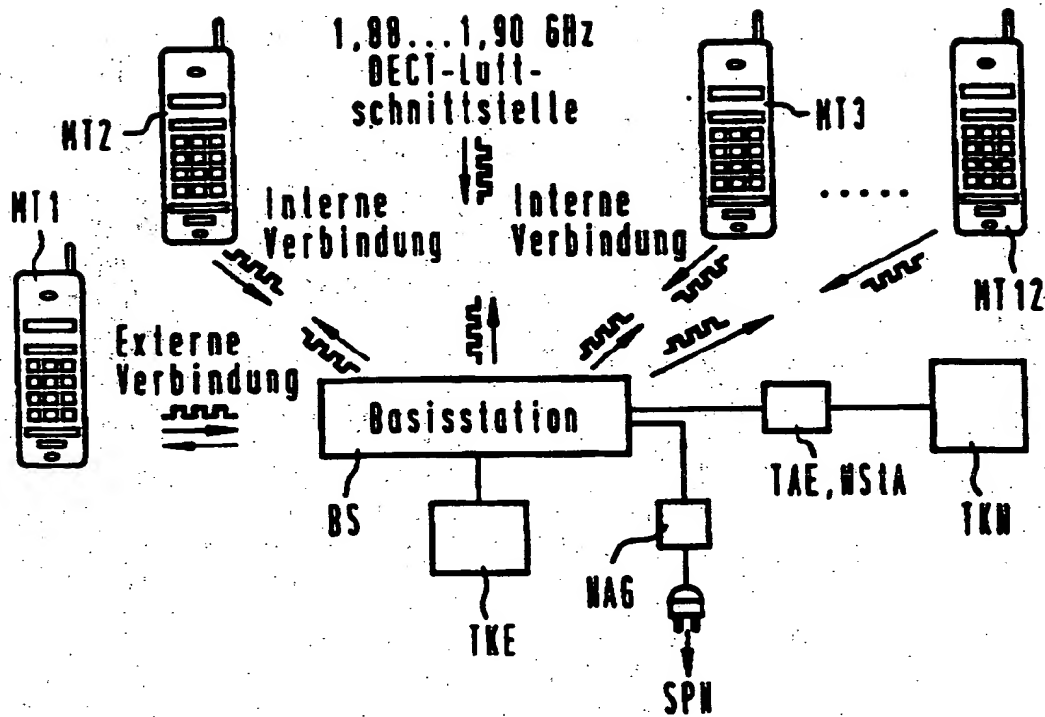 1,88...1,90 GHz
DECT-Luft-
schnittstelle
MT2
MT3
MT1
Interne
Verbindung
Interne
Verbindung
MT12
Externe
Verbindung
Basisstation
BS
TAE,NStA
TKN
NAG
TKE
SPN